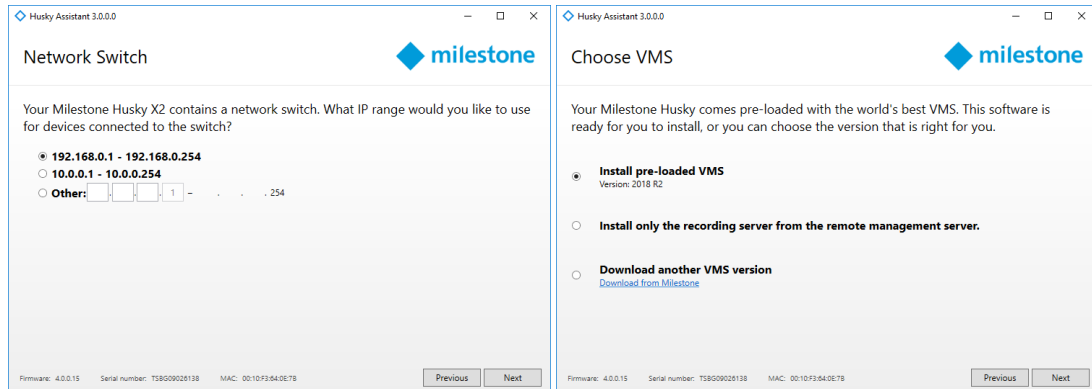 Husky Assistant 3.0.0.0
Network Switch
milestone
Your Milestone Husky X2 contains a network switch. What IP range would you like to use
for devices connected to the switch?
192.168.0.1 - 192.168.0.254
10.0.0.1 - 10.0.0.254
Other: . . . 1 – . . . 254
Firmware: 4.0.0.15 Serial number: TSBG09026138 MAC: 00:10:F3:64:0E:7B
Previous Next
Husky Assistant 3.0.0.0
Choose VMS
milestone
Your Milestone Husky comes pre-loaded with the world's best VMS. This software is
ready for you to install, or you can choose the version that is right for you.
Install pre-loaded VMS
Version: 2018 R2
Install only the recording server from the remote management server.
Download another VMS version
Download from Milestone
Firmware: 4.0.0.15 Serial number: TSBG09026138 MAC: 00:10:F3:64:0E:7B
Previous Next